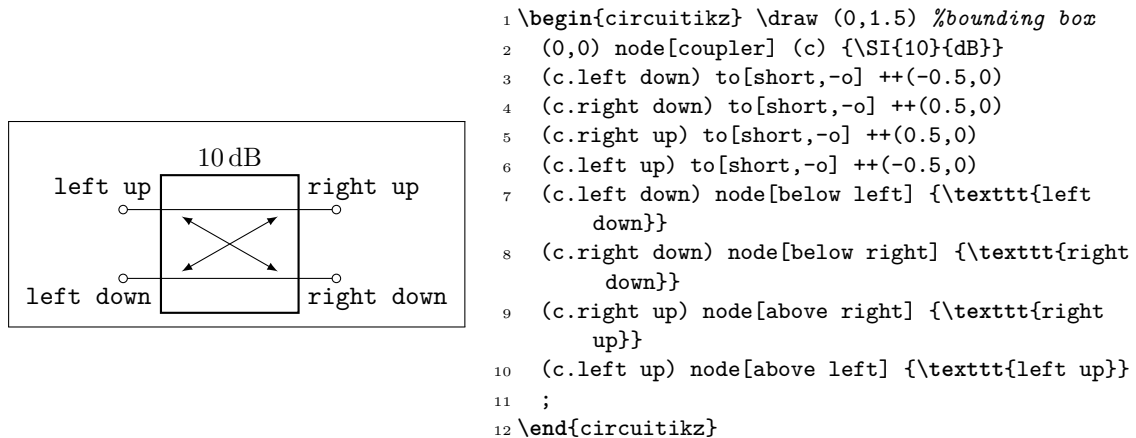 10 dB
left up
right up
left down
right down
1 \begin{circuitikz} \draw (0,1.5) %bounding box
2 (0,0) node[coupler] (c) {\SI{10}{dB}}
3 (c.left down) to[short,-o] ++(-0.5,0)
4 (c.right down) to[short,-o] ++(0.5,0)
5 (c.right up) to[short,-o] ++(0.5,0)
6 (c.left up) to[short,-o] ++(-0.5,0)
7 (c.left down) node[below left] {\texttt{left
down}}
8 (c.right down) node[below right] {\texttt{right
down}}
9 (c.right up) node[above right] {\texttt{right
up}}
10 (c.left up) node[above left] {\texttt{left up}}
11 ;
12 \end{circuitikz}